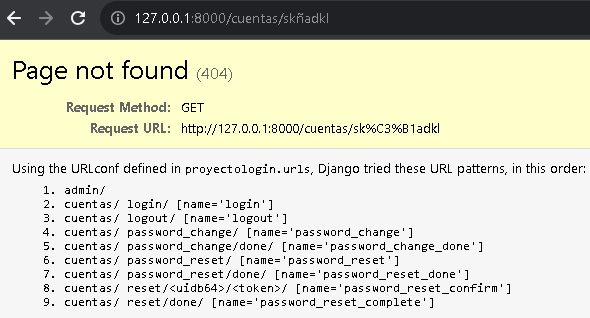 127.0.0.1:8000/cuentas/skñadkl
Page not found (404)
Request Method: GET
Request URL: http://127.0.0.1:8000/cuentas/sk%C3%B1adkl
Using the URLconf defined in proyectologin.urls, Django tried these URL patterns, in this order:
1. admin/
2. cuentas/ login/ [name='login']
3. cuentas/ logout/ [name='logout']
4. cuentas/ password_change/ [name='password_change']
5. cuentas/ password_change/done/ [name='password_change_done']
6. cuentas/ password_reset/ [name='password_reset']
7. cuentas/ password_reset/done/ [name='password_reset_done']
8. cuentas/ reset/<uidb64>/<token>/ [name='password_reset_confirm']
9. cuentas/ reset/done/ [name='password_reset_complete']